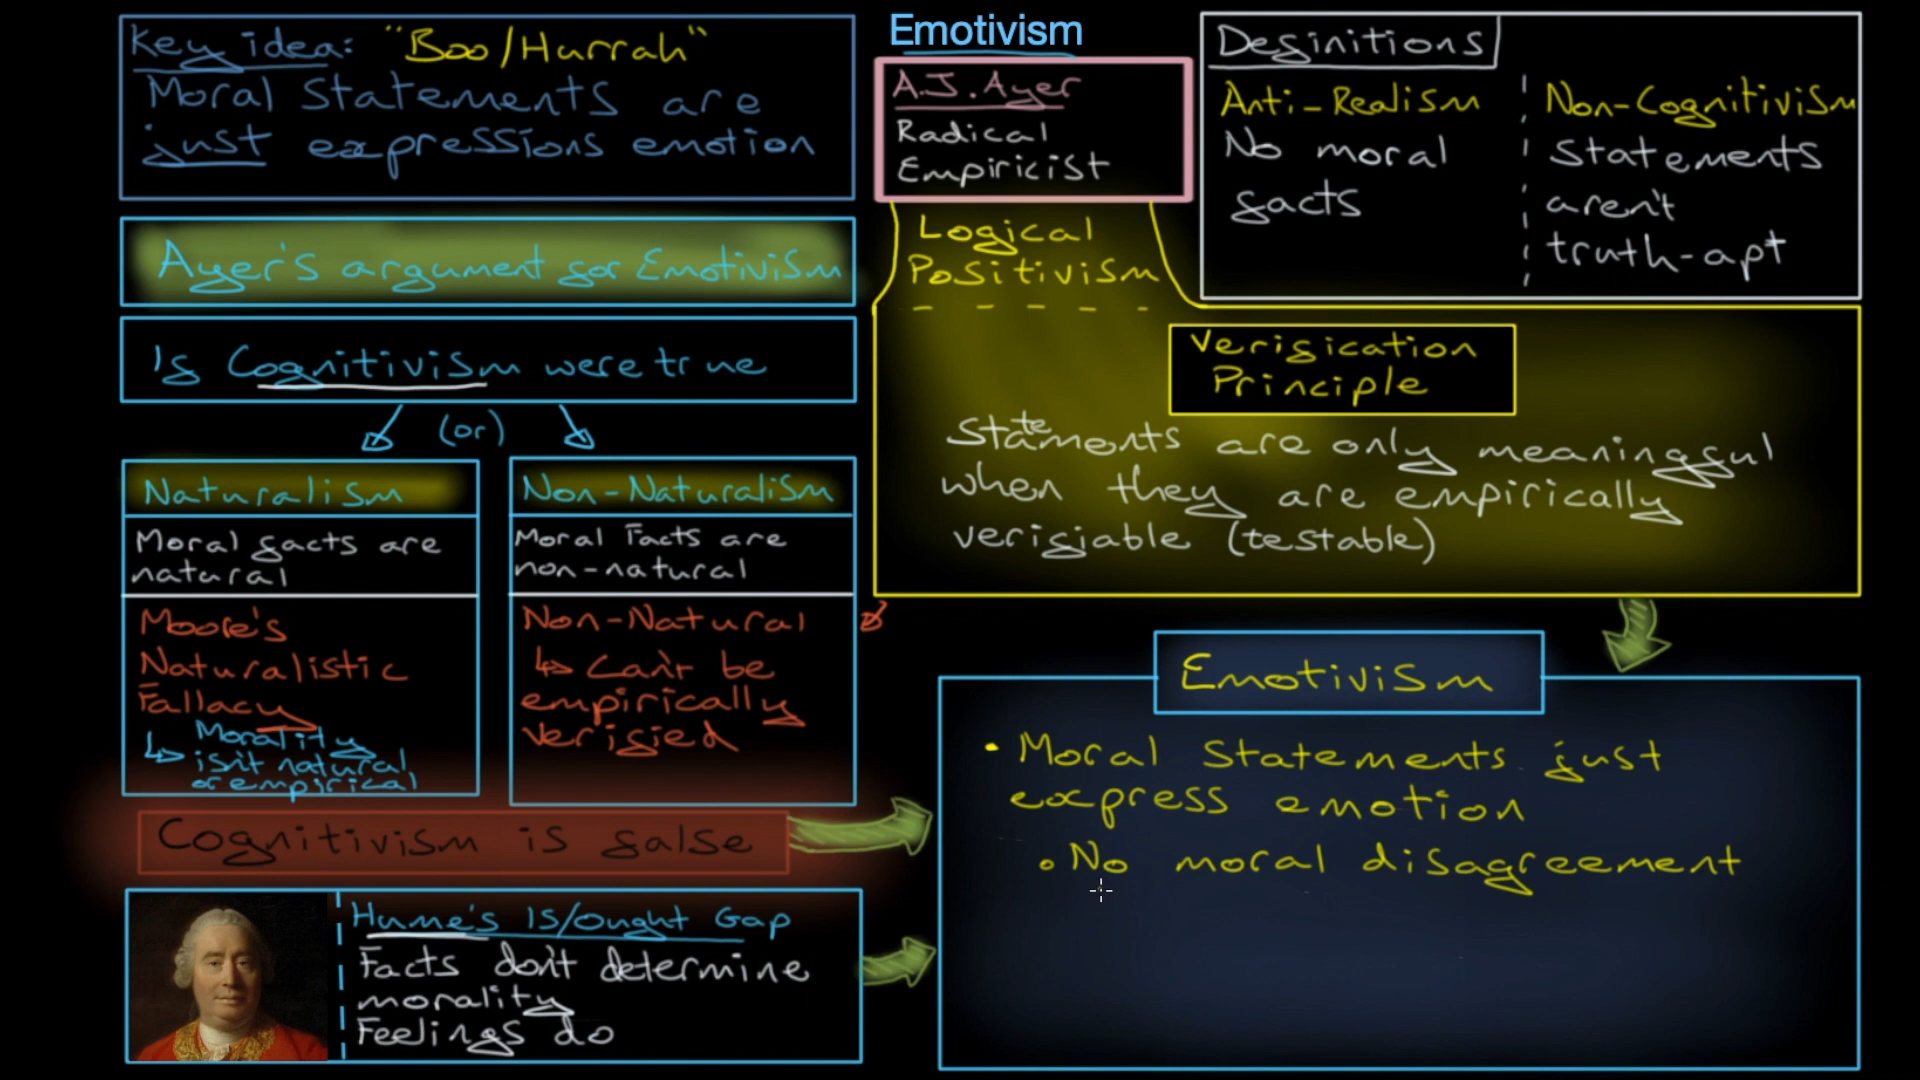 Key idea: "Boo/Hurrah"
Moral Statements are
just expressions emotion
Emotivism
A.J. Ayer
Radical
Empiricist
Definitions
Anti-Realism
No moral
facts
Non-Cognitivism
Statements
aren't
truth-apt
Ayer's argument for Emotivism
If Cognitivism were true
(or)
Naturalism
Moral facts are
natural
Moore's
Naturalistic
Fallacy
↳ Morality
isn't natural
or empirical
Non-Naturalism
Moral Facts are
non-natural
Non-Natural
↳ Can't be
empirically
verified
Cognitivism is false
Hume's IS/Ought Gap
Facts don't determine
morality
Feelings do
Logical
Positivism
Verification
Principle
Statements are only meaningful
when they are empirically
verifiable (testable)
Emotivism
• Moral Statements just
express emotion
• No moral disagreement